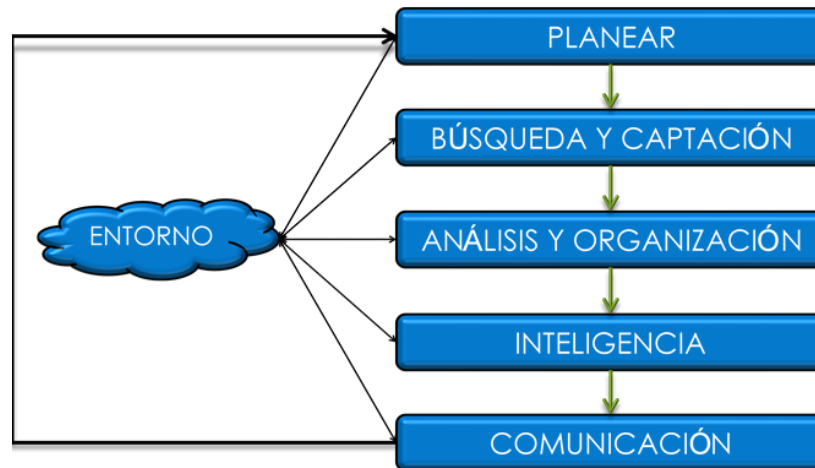 PLANEAR
BÚSQUEDA Y CAPTACIÓN
ENTORNO
ANÁLISIS Y ORGANIZACIÓN
INTELIGENCIA
COMUNICACIÓN